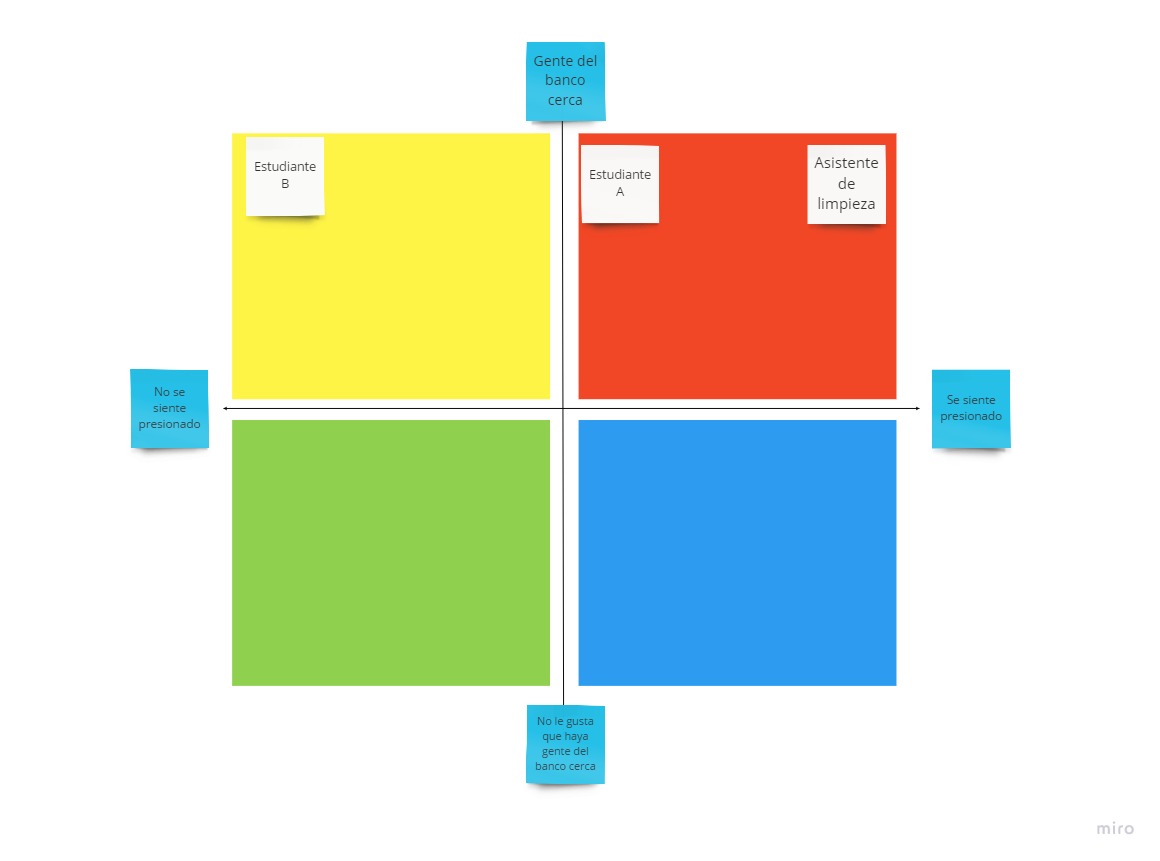 Gente del
banco
cerca
Estudiante
B
Estudiante
A
Asistente
de
limpieza
No se
siente
presionado
Se siente
presionado
No le gusta
que haya
gente del
banco cerca
miro